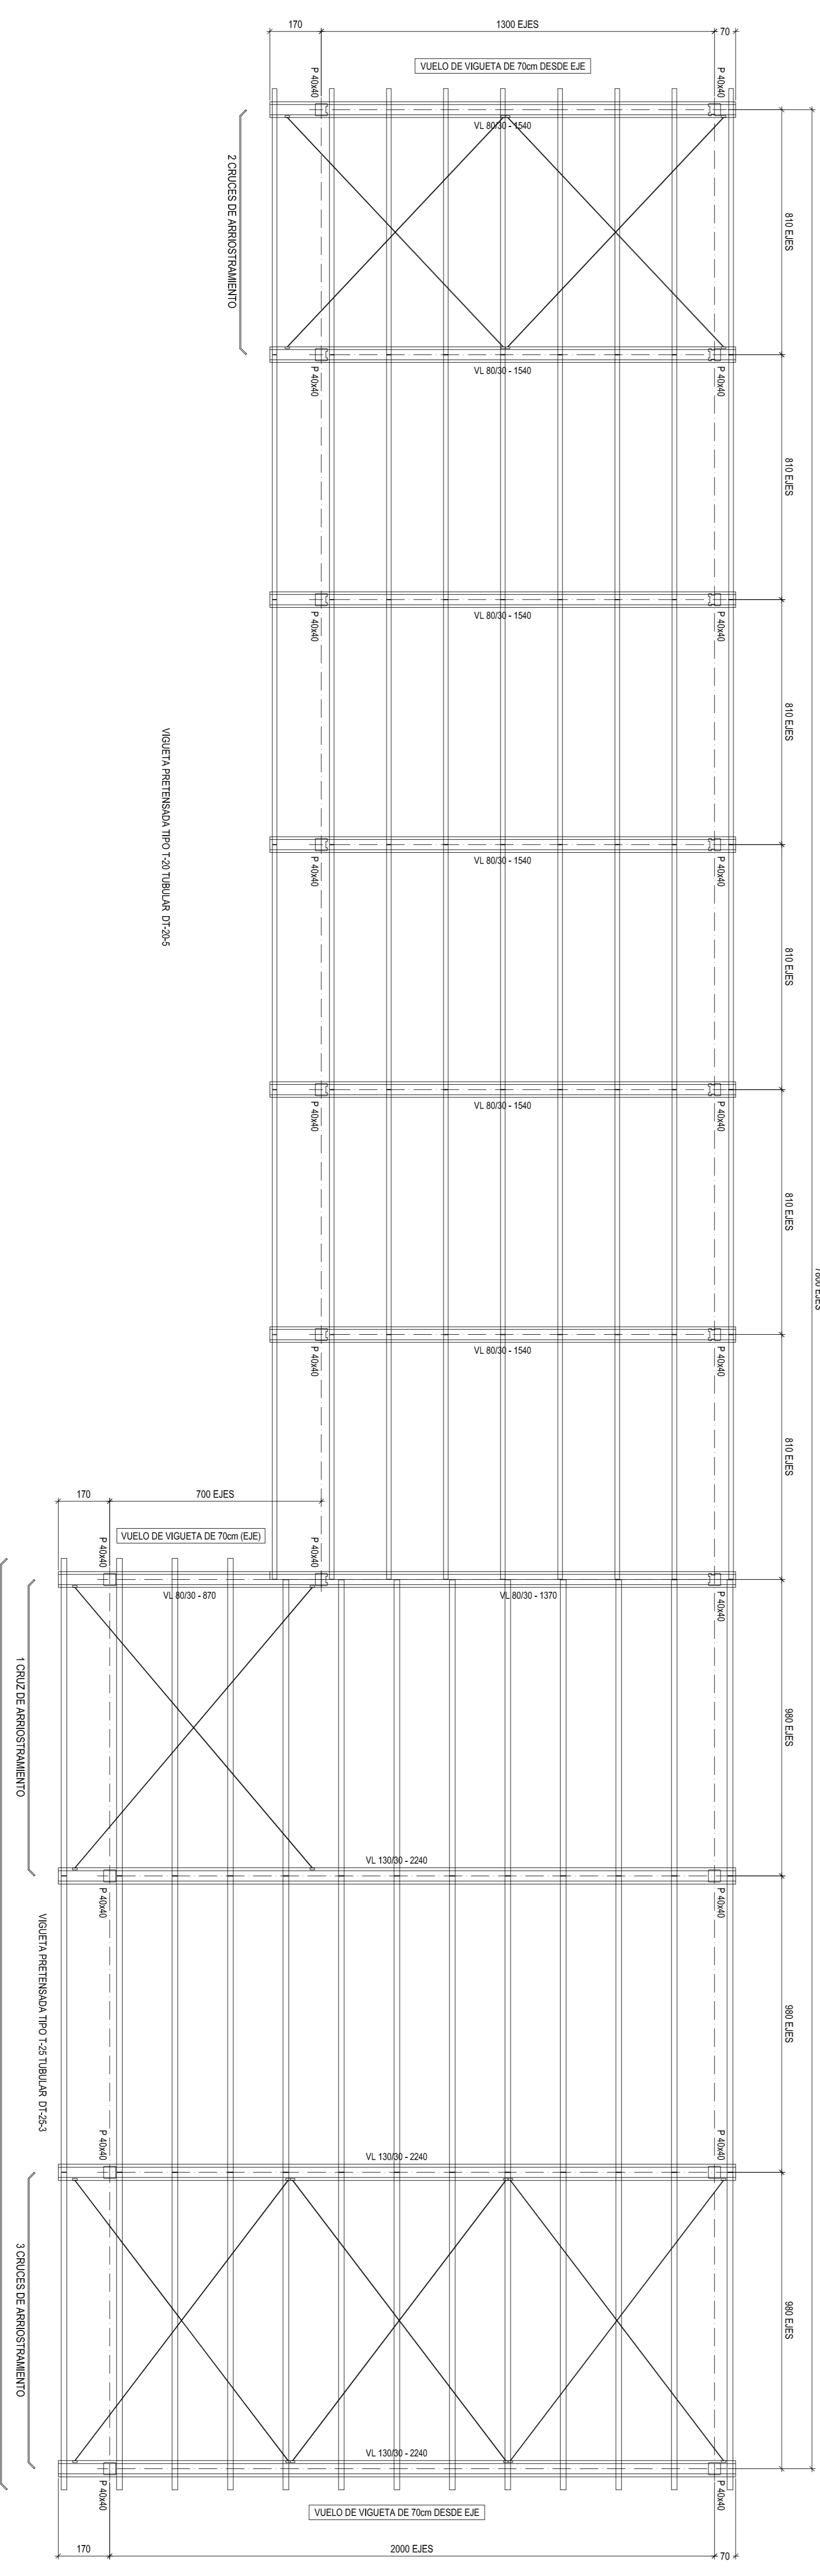 170
1300 EJES
70
VUELO DE VIGUETA DE 70cm DESDE EJE
P 40x40
P 40x40
VL 80/30 - 1540
2 CRUCES DE ARRIOSTRAMIENTO
810 EJES
P 40x40
P 40x40
VL 80/30 - 1540
810 EJES
P 40x40
P 40x40
VL 80/30 - 1540
810 EJES
VIGUETA PRETENSADA TIPO T-20 TUBULAR DT-20-5
P 40x40
P 40x40
VL 80/30 - 1540
810 EJES
P 40x40
P 40x40
VL 80/30 - 1540
810 EJES
7800 EJES
P 40x40
P 40x40
VL 80/30 - 1540
810 EJES
170
700 EJES
VUELO DE VIGUETA DE 70cm (EJE)
P 40x40
P 40x40
P 40x40
VL 80/30 - 870
VL 80/30 - 1370
1 CRUZ DE ARRIOSTRAMIENTO
980 EJES
VL 130/30 - 2240
P 40x40
P 40x40
VIGUETA PRETENSADA TIPO T-25 TUBULAR DT-25-3
980 EJES
P 40x40
P 40x40
VL 130/30 - 2240
3 CRUCES DE ARRIOSTRAMIENTO
980 EJES
VL 130/30 - 2240
P 40x40
P 40x40
VUELO DE VIGUETA DE 70cm DESDE EJE
170
2000 EJES
70